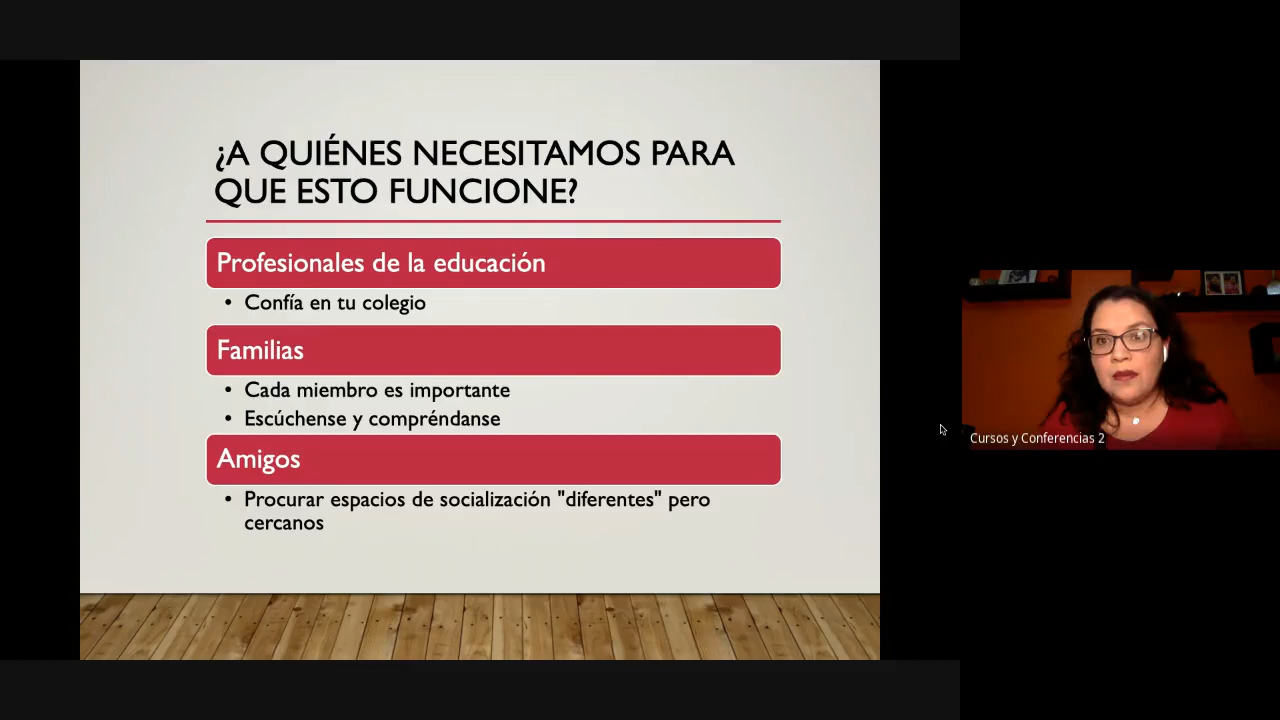 ¿A QUIÉNES NECESITAMOS PARA
QUE ESTO FUNCIONE?
Profesionales de la educación
• Confía en tu colegio
Familias
• Cada miembro es importante
• Escúchense y compréndanse
Amigos
• Procurar espacios de socialización "diferentes" pero
cercanos
Cursos y Conferencias 2